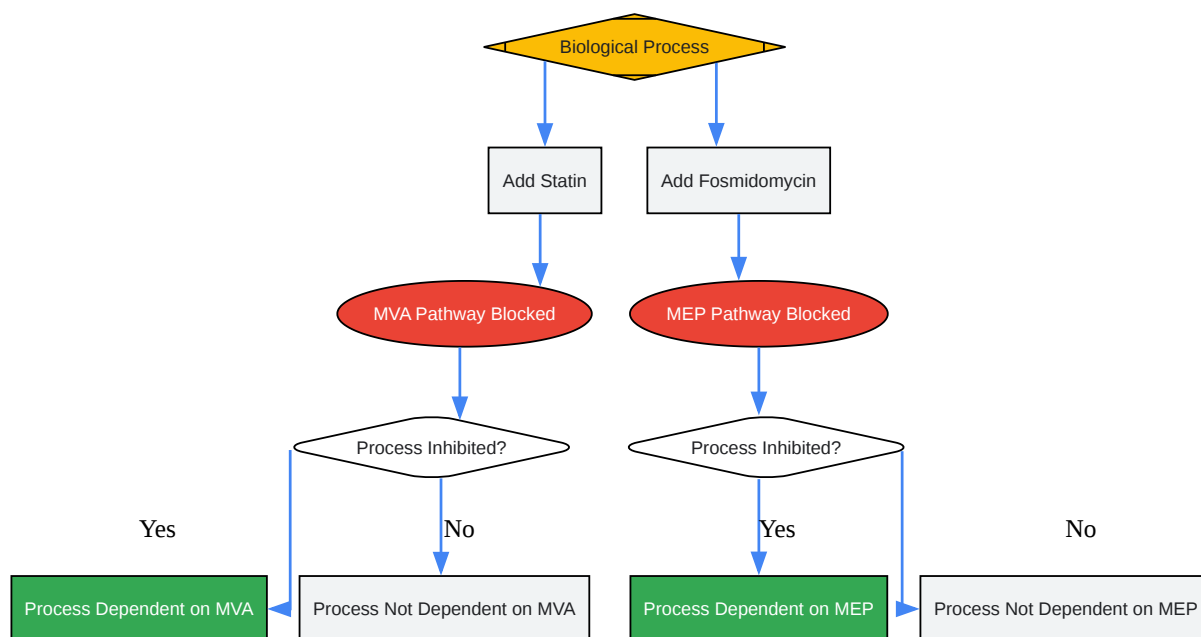 Biological Process
Add Statin
Add Fosmidomycin
MVA Pathway Blocked
MEP Pathway Blocked
Process Inhibited?
Process Inhibited?
Yes
No
Yes
No
Process Dependent on MVA
Process Not Dependent on MVA
Process Dependent on MEP
Process Not Dependent on MEP